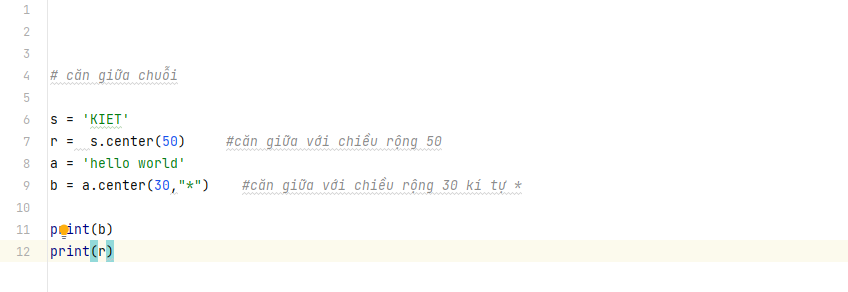 1
2
3
4 # căn giữa chuỗi
5
6 s = 'KIET'
7 r =  s.center(50)     #căn giữa với chiều rộng 50
8 a = 'hello world'
9 b = a.center(30,"*")    #căn giữa với chiều rộng 30 kí tự *
10
11 print(b)
12 print(r)